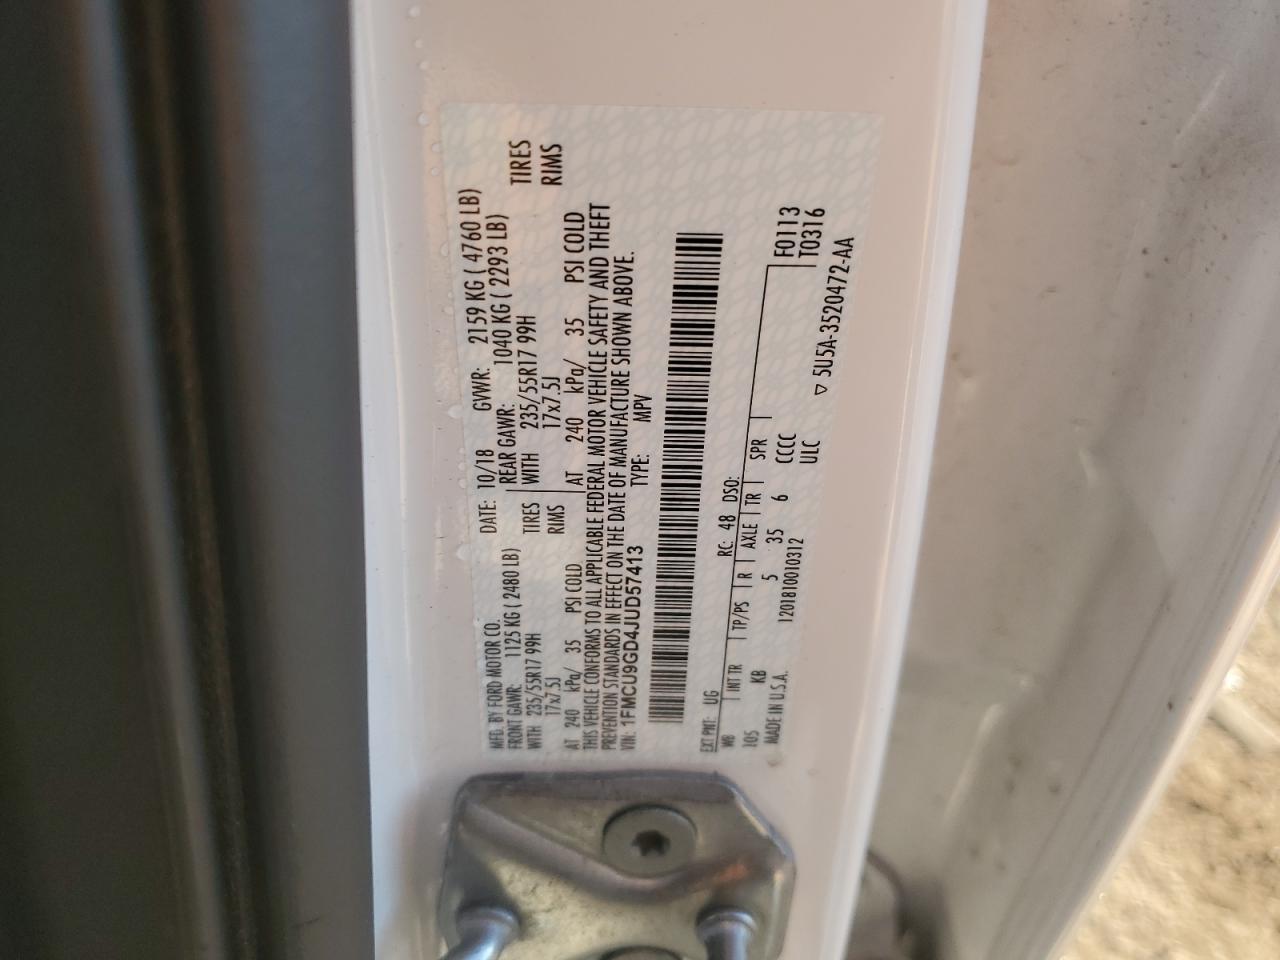 MFD. BY FORD MOTOR CO.
DATE: 10/18 GVWR: 2159 KG ( 4760 LB)
FRONT GAWR: 1125 KG ( 2480 LB) REAR GAWR: 1040 KG ( 2293 LB)
WITH 235/55R17 99H TIRES WITH 235/55R17 99H TIRES
17x7.5J RIMS 17x7.5J RIMS
AT 240 kPa/ 35 PSI COLD AT 240 kPa/ 35 PSI COLD
THIS VEHICLE CONFORMS TO ALL APPLICABLE FEDERAL MOTOR VEHICLE SAFETY AND THEFT
PREVENTION STANDARDS IN EFFECT ON THE DATE OF MANUFACTURE SHOWN ABOVE.
VIN: 1FMCU9GD4JUD57413 TYPE: MPV
EXT PNT: UG RC: 48 DSO:
WB INT TR TP/PS R AXLE TR SPR F0113
105 KB 5 35 6 CCCC T0316
MADE IN U.S.A. 1201810010312 ULC
▽ 5U5A-3520472-AA